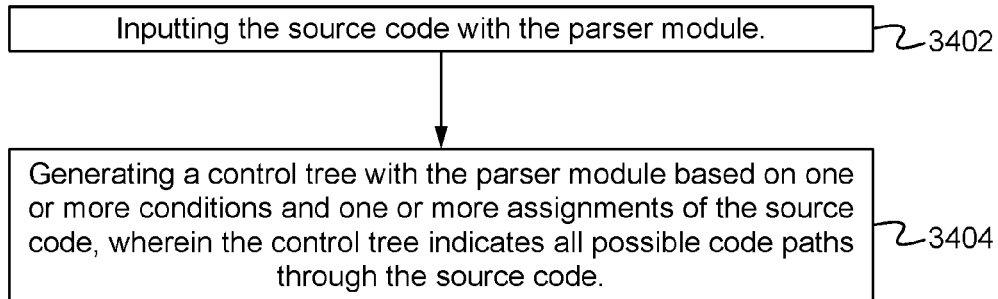 Inputting the source code with the parser module.
3402
Generating a control tree with the parser module based on one
or more conditions and one or more assignments of the source
code, wherein the control tree indicates all possible code paths
through the source code.
3404